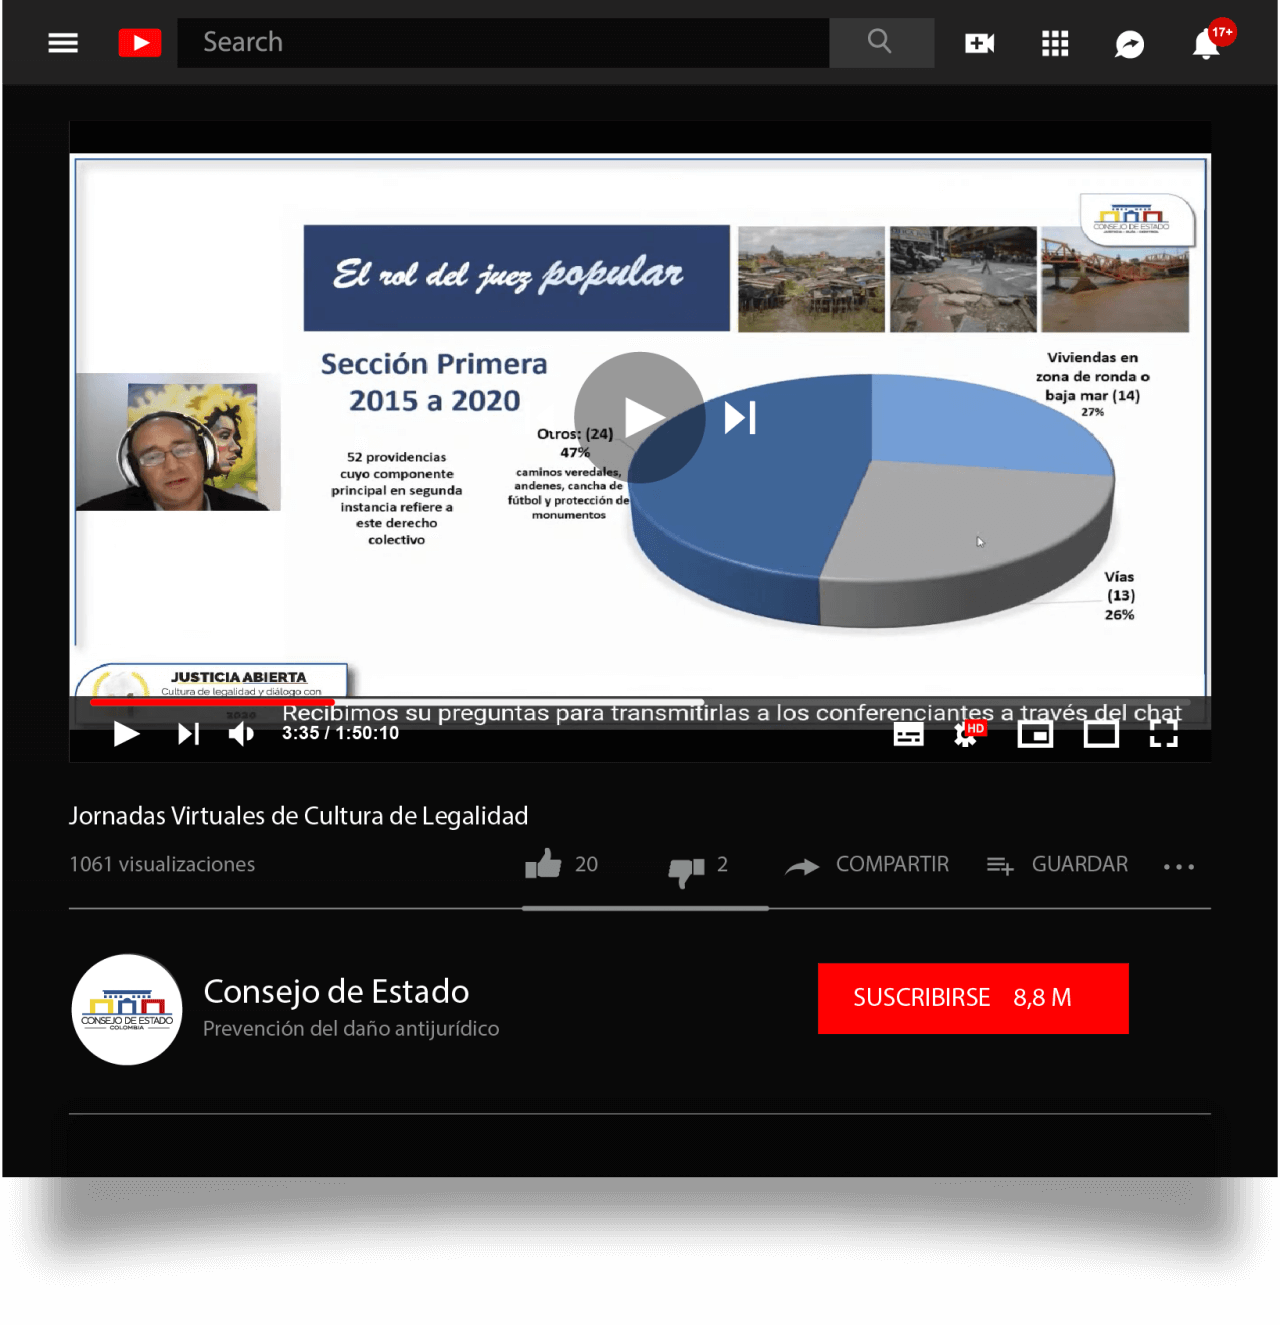 Search
17+
CONSEJO DE ESTADO
El rol del juez popular
Sección Primera
2015 a 2020
52 providencias
cuyo componente
principal en segunda
instancia refiere a
este derecho
colectivo
Otros: (24)
47%
caminos veredales,
andenes, cancha de
fútbol y protección de
monumentos
Viviendas en
zona de ronda o
baja mar (14)
27%
Vías
(13)
26%
JUSTICIA ABIERTA
Cultura de legalidad y diálogo con
2020
Recibimos su preguntas para transmitirlas a los conferenciantes a través del chat
3:35 / 1:50:10
HD
Jornadas Virtuales de Cultura de Legalidad
1061 visualizaciones
20
2
COMPARTIR
GUARDAR
CONSEJO DE ESTADO
COLOMBIA
Consejo de Estado
Prevención del daño antijurídico
SUSCRIBIRSE 8,8 M